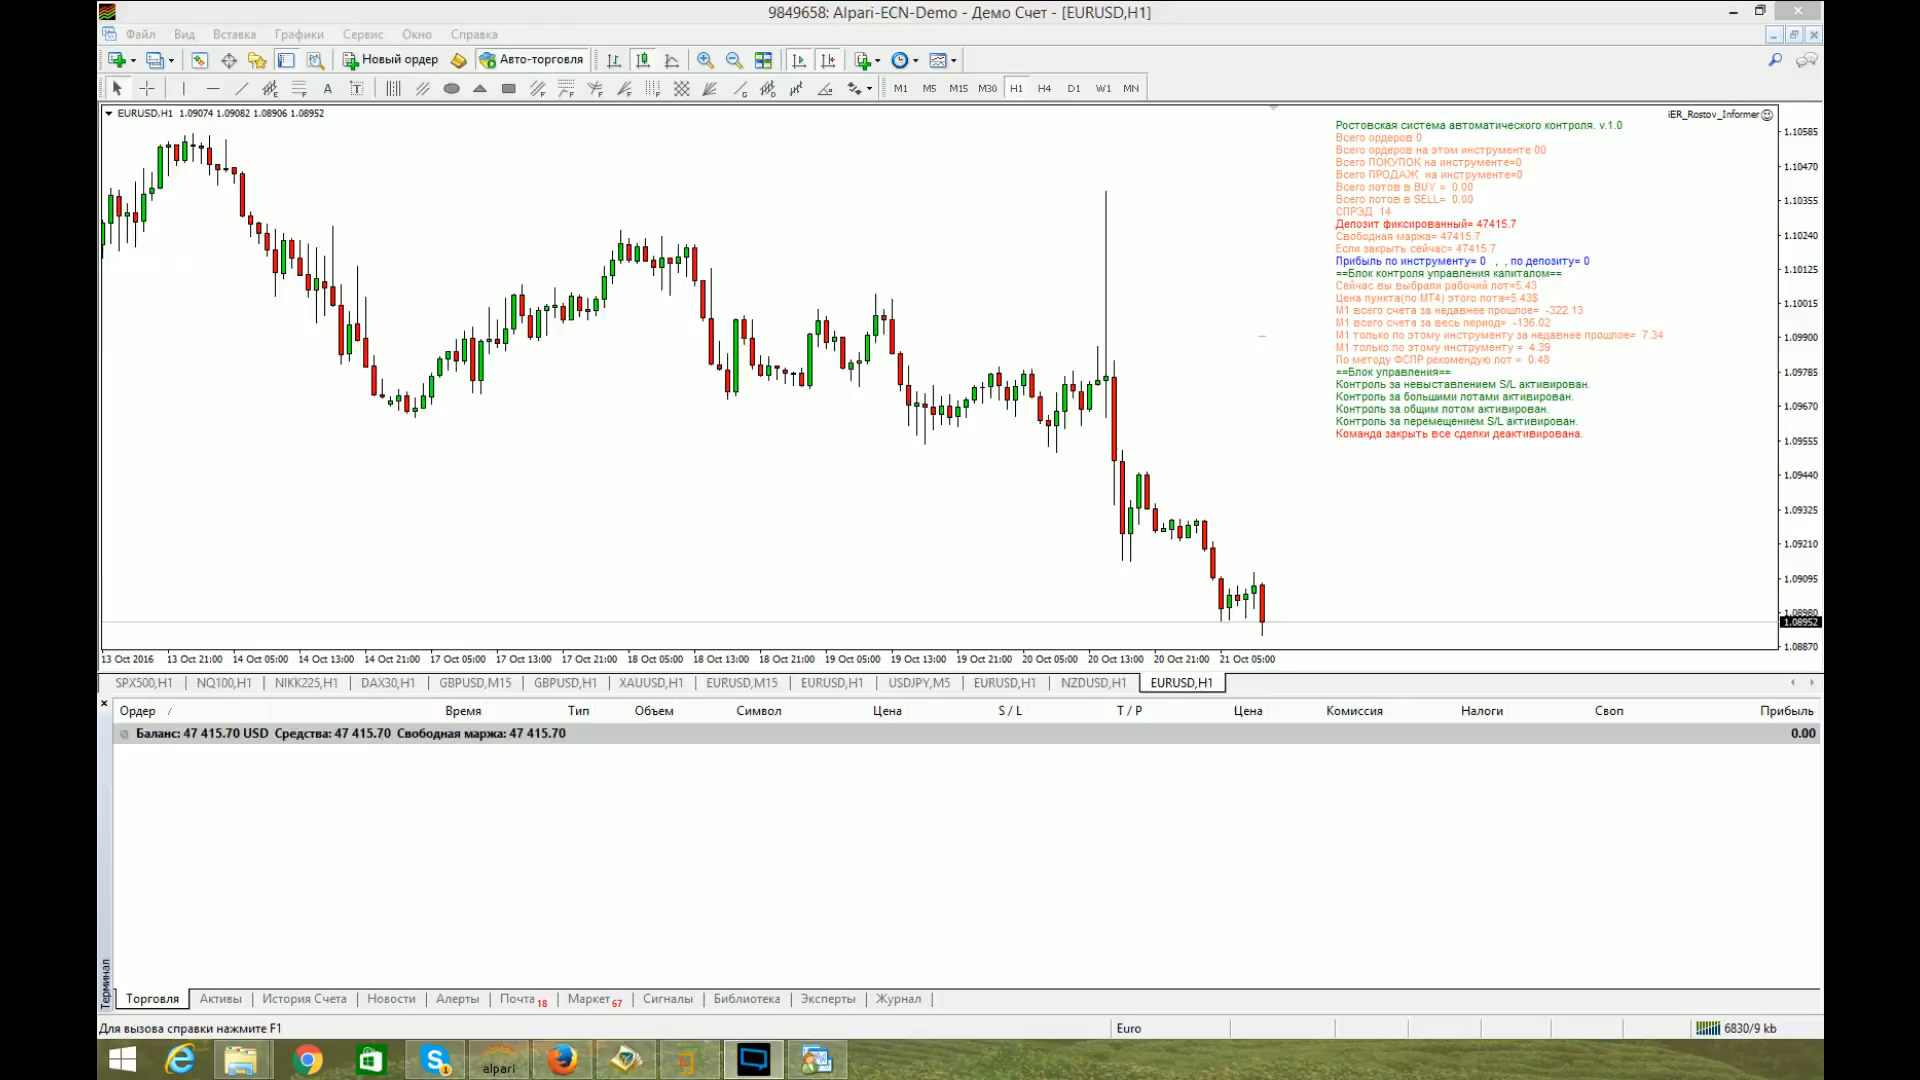 9849658: Alpari-ECN-Demo - Демо Счет - [EURUSD,H1]
Файл Вид Вставка Графики Сервис Окно Справка
Новый ордер Авто-торговля
A T M1 M5 M15 M30 H1 H4 D1 W1 MN
EURUSD,H1 1.09074 1.09082 1.08906 1.08952
iER_Rostov_Informer
Ростовская система автоматического контроля. v.1.0
Всего ордеров 0
Всего ордеров на этом инструменте 00
Всего ПОКУПОК на инструменте=0
Всего ПРОДАЖ на инструменте=0
Всего лотов в BUY = 0.00
Всего лотов в SELL= 0.00
СПРЭД 14
Депозит фиксированный= 47415.7
Свободная маржа= 47415.7
Если закрыть сейчас= 47415.7
Прибыль по инструменту= 0 , , по депозиту= 0
==Блок контроля управления капиталом==
Сейчас вы выбрали рабочий лот=5.43
Цена пункта(по МТ4) этого лота=5.43$
М1 всего счета за недавнее прошлое= -322.13
М1 всего счета за весь период= -136.02
М1 только по этому инструменту за недавнее прошлое= 7.34
М1 только по этому инструменту = 4.39
По методу ФСПР рекомендую лот = 0.48
==Блок управления==
Контроль за невыставлением S/L активирован.
Контроль за большими лотами активирован.
Контроль за общим лотом активирован.
Контроль за перемещением S/L активирован.
Команда закрыть все сделки деактивирована.
1.10585
1.10470
1.10355
1.10240
1.10125
1.10015
1.09900
1.09785
1.09670
1.09555
1.09440
1.09325
1.09210
1.09095
1.08980
1.08952
1.08870
13 Oct 2016 13 Oct 21:00 14 Oct 05:00 14 Oct 13:00 14 Oct 21:00 17 Oct 05:00 17 Oct 13:00 17 Oct 21:00 18 Oct 05:00 18 Oct 13:00 18 Oct 21:00 19 Oct 05:00 19 Oct 13:00 19 Oct 21:00 20 Oct 05:00 20 Oct 13:00 20 Oct 21:00 21 Oct 05:00
SPX500,H1 NQ100,H1 NIKK225,H1 DAX30,H1 GBPUSD,M15 GBPUSD,H1 XAUUSD,H1 EURUSD,M15 EURUSD,H1 USDJPY,M5 EURUSD,H1 NZDUSD,H1 EURUSD,H1
Ордер / Время Тип Объем Символ Цена S / L T / P Цена Комиссия Налоги Своп Прибыль
Баланс: 47 415.70 USD Средства: 47 415.70 Свободная маржа: 47 415.70 0.00
Терминал
Торговля Активы История Счета Новости Алерты Почта 18 Маркет 67 Сигналы Библиотека Эксперты Журнал
Для вызова справки нажмите F1 Euro 6830/9 kb
alpari